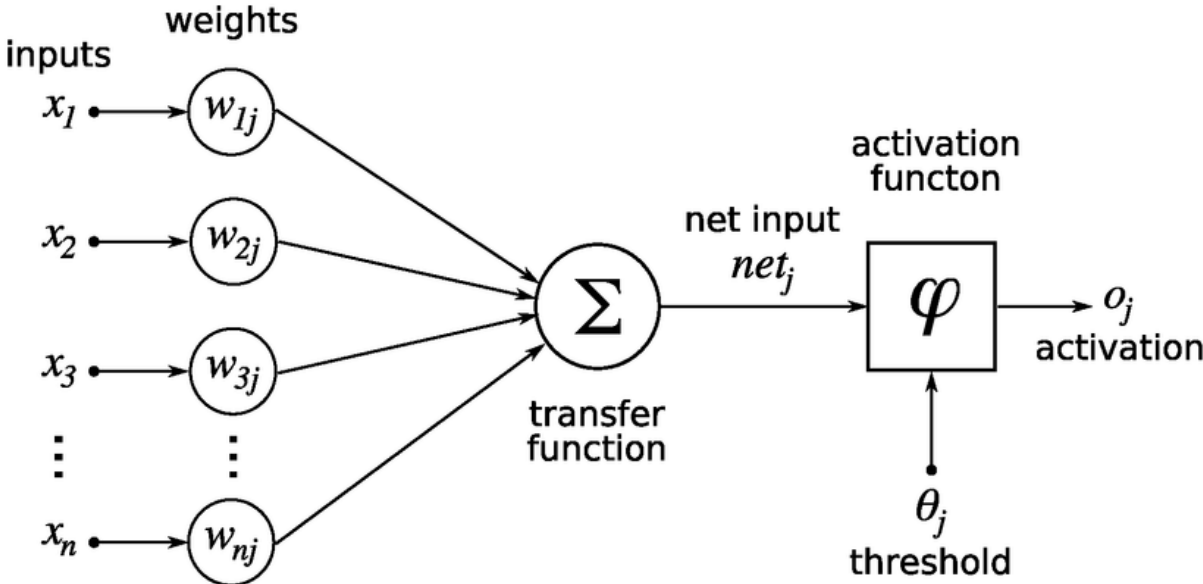 weights
inputs
x1
w1j
x2
w2j
x3
w3j
⋮ ⋮
xn
wnj
Σ
transfer
function
net input
netj
activation
functon
φ
oj
activation
θj
threshold